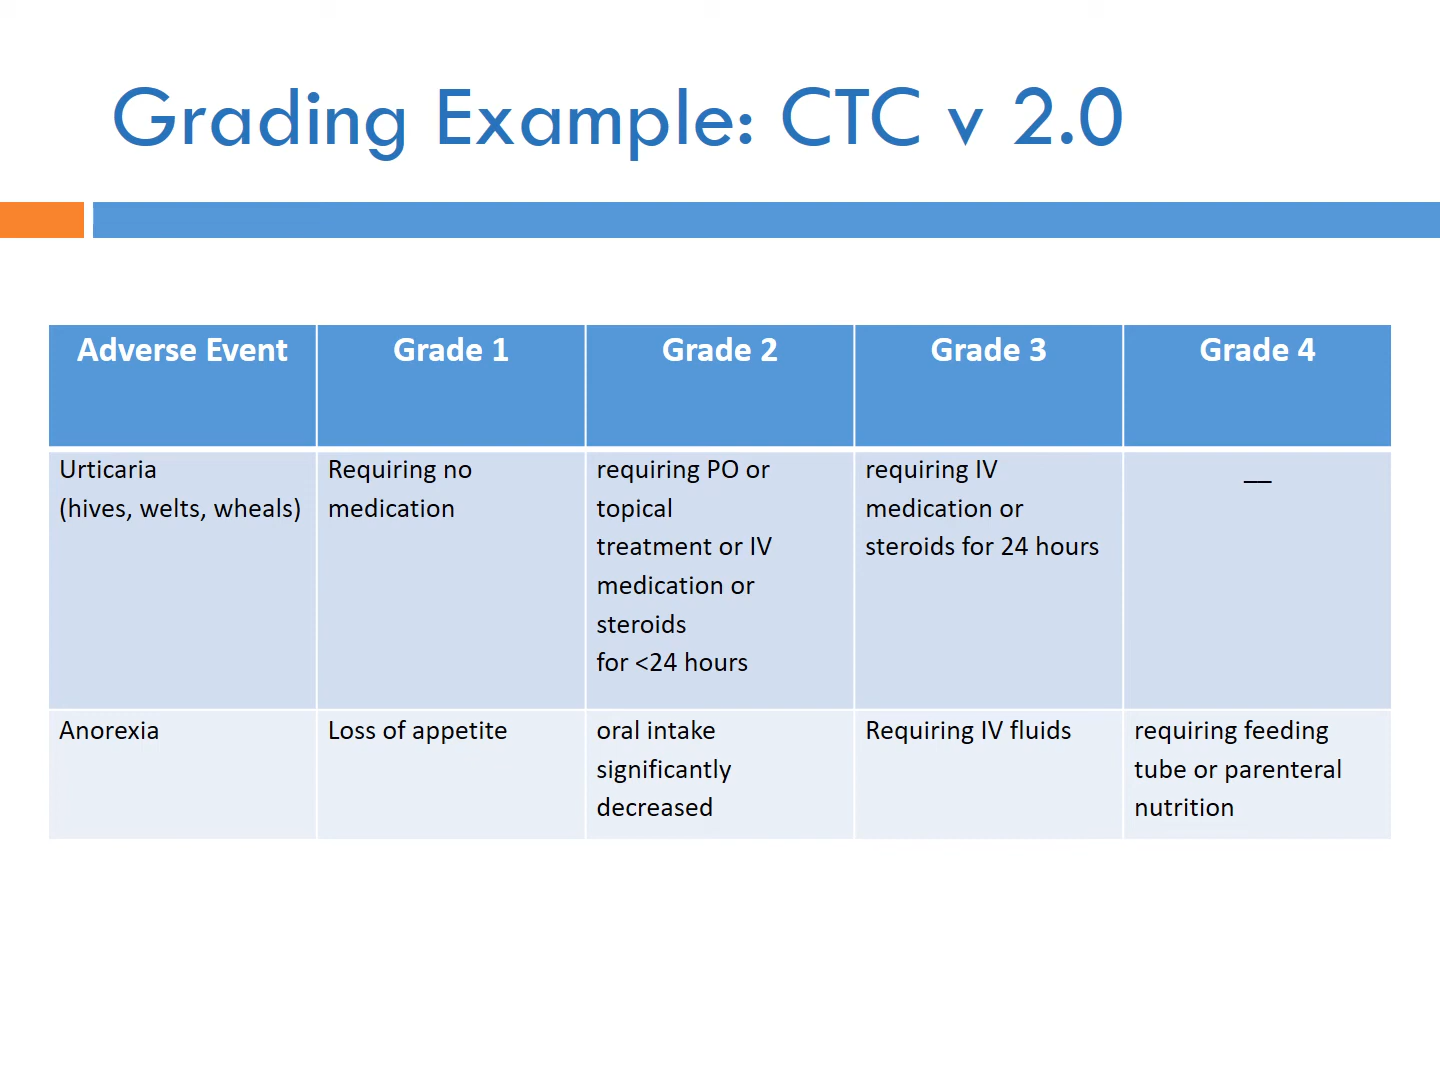 Grading Example: CTC v 2.0
Adverse Event
Grade 1
Grade 2
Grade 3
Grade 4
Urticaria
(hives, welts, wheals)
Requiring no
medication
requiring PO or
topical
treatment or IV
medication or
steroids
for <24 hours
requiring IV
medication or
steroids for 24 hours
—
Anorexia
Loss of appetite
oral intake
significantly
decreased
Requiring IV fluids
requiring feeding
tube or parenteral
nutrition